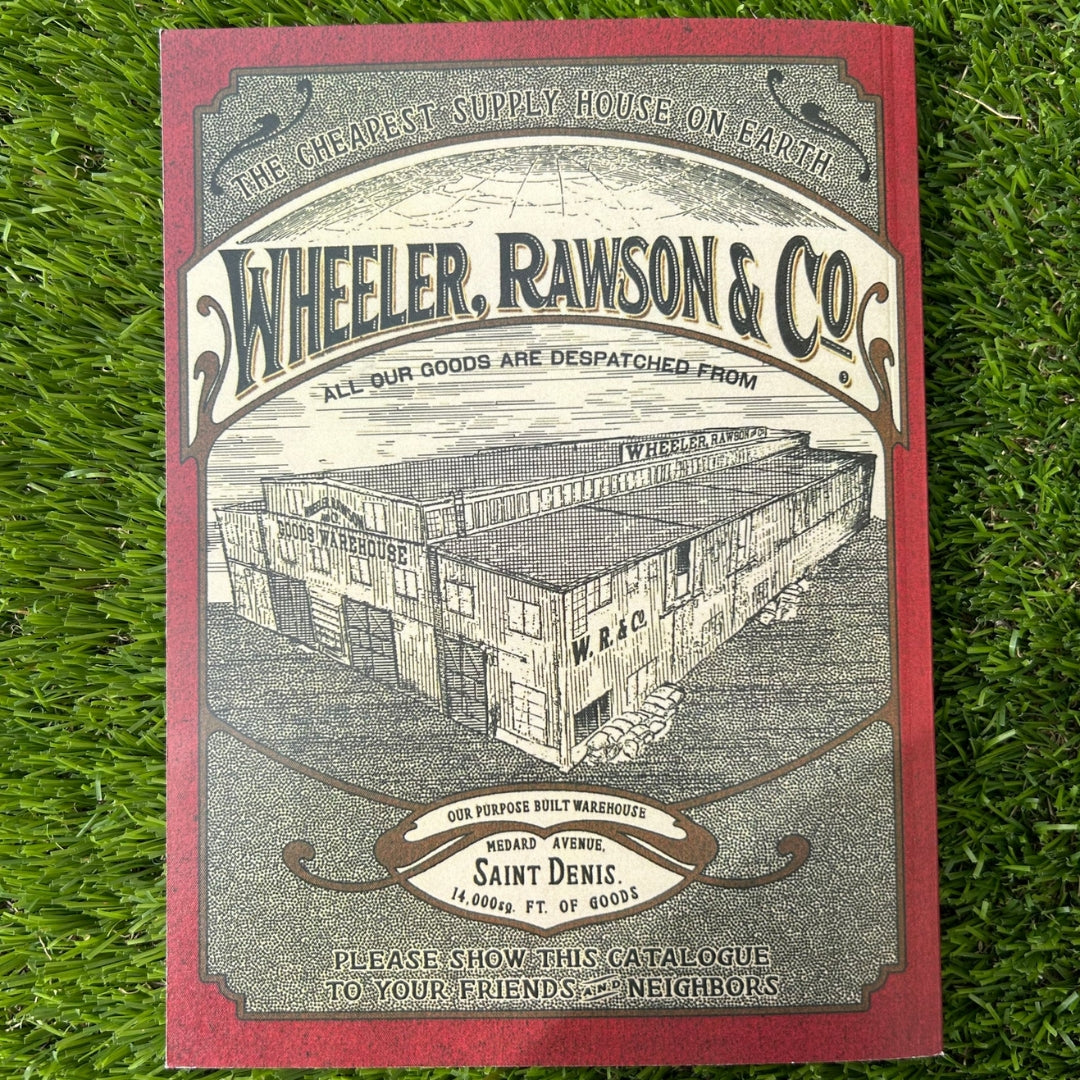 THE CHEAPEST SUPPLY HOUSE ON EARTH.
WHEELER, RAWSON & CO.
ALL OUR GOODS ARE DESPATCHED FROM
WHEELER, RAWSON AND CO
GOODS WAREHOUSE
W. R. & CO
OUR PURPOSE BUILT WAREHOUSE
MEDARD AVENUE,
SAINT DENIS.
14,000sq. FT. OF GOODS
PLEASE SHOW THIS CATALOGUE
TO YOUR FRIENDS AND NEIGHBORS